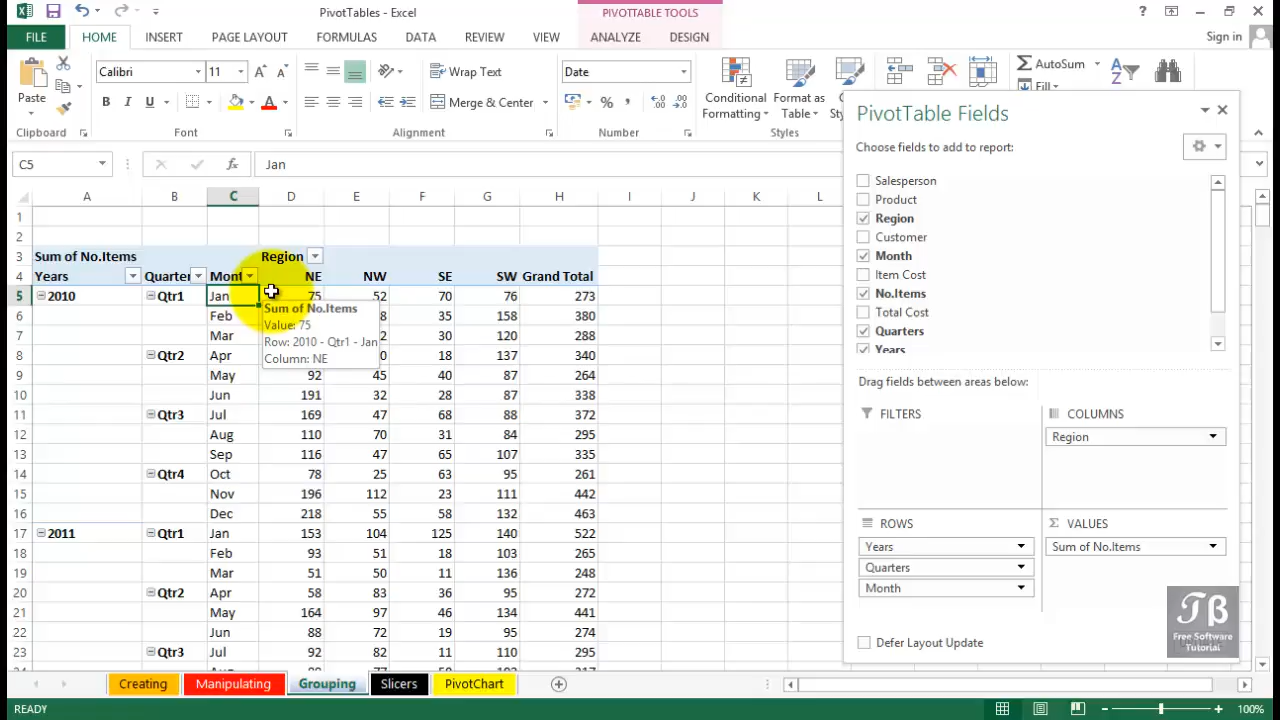 PivotTables - Excel
PIVOTTABLE TOOLS
FILE HOME INSERT PAGE LAYOUT FORMULAS DATA REVIEW VIEW ANALYZE DESIGN Sign in
Paste
Calibri 11
Wrap Text
Date
Conditional Formatting
Format as Table
AutoSum
Fill
B I U
Merge & Center
Clipboard Font Alignment Number Styles
C5 Jan
PivotTable Fields
Choose fields to add to report:
Salesperson
Product
Region
Customer
Month
Item Cost
No.Items
Total Cost
Quarters
Years
Drag fields between areas below:
FILTERS
COLUMNS
Region
ROWS
Years
Quarters
Month
VALUES
Sum of No.Items
Defer Layout Update
TB
Free Software
Tutorial
A B C D E F G H I J K L
1
2
3 Sum of No.Items Region
4 Years Quarter Mont NE NW SE SW Grand Total
5 2010 Qtr1 Jan 75 52 70 76 273
6 Feb 8 35 158 380
7 Mar 2 30 120 288
8 Qtr2 Apr 0 18 137 340
9 May 92 45 40 87 264
10 Jun 191 32 28 87 338
11 Qtr3 Jul 169 47 68 88 372
12 Aug 110 70 31 84 295
13 Sep 116 47 65 107 335
14 Qtr4 Oct 78 25 63 95 261
15 Nov 196 112 23 111 442
16 Dec 218 55 58 132 463
17 2011 Qtr1 Jan 153 104 125 140 522
18 Feb 93 51 18 103 265
19 Mar 51 50 11 136 248
20 Qtr2 Apr 58 83 36 95 272
21 May 164 97 46 134 441
22 Jun 88 72 19 95 274
23 Qtr3 Jul 92 82 11 110 295
Sum of No.Items
Value: 75
Row: 2010 - Qtr1 - Jan
Column: NE
Creating Manipulating Grouping Slicers PivotChart
READY 100%